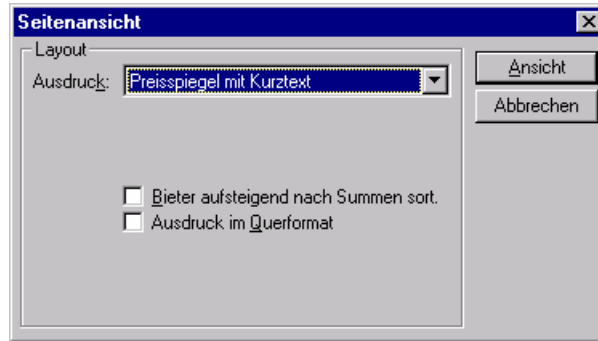 Seitenansicht
Layout
Ausdruck: Preisspiegel mit Kurztext
Ansicht
Abbrechen
Bieter aufsteigend nach Summen sort.
Ausdruck im Querformat